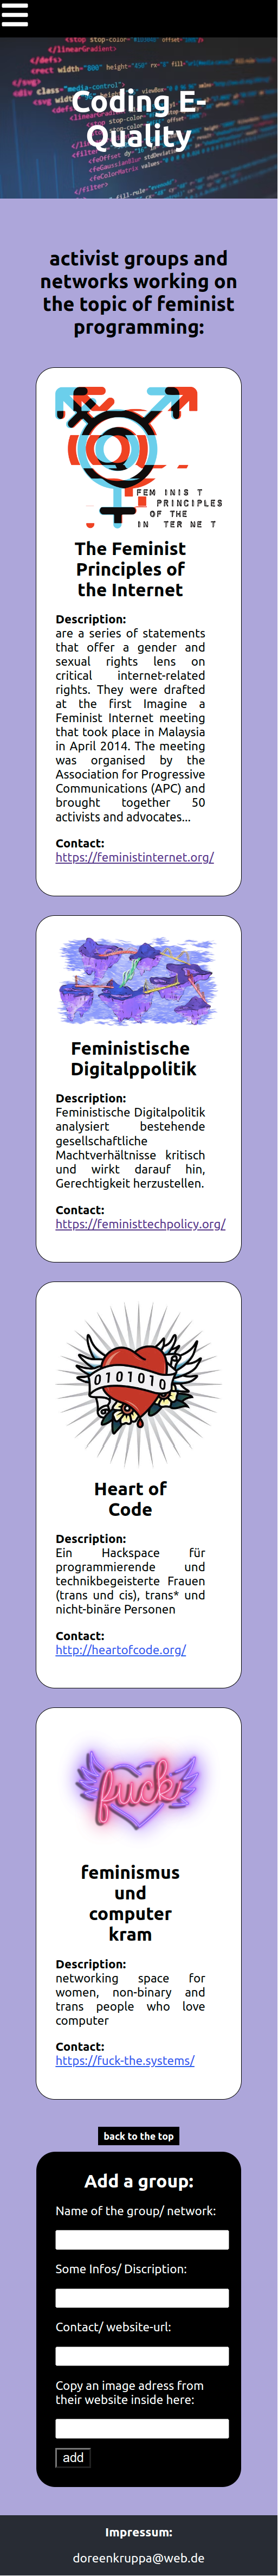 Coding E-
Quality
activist groups and
networks working on
the topic of feminist
programming:
FEM INIS T
PRINCIPLES
OF THE
IN TER NE T
The Feminist
Principles of
the Internet
Description:
are a series of statements
that offer a gender and
sexual rights lens on
critical internet-related
rights. They were drafted
at the first Imagine a
Feminist Internet meeting
that took place in Malaysia
in April 2014. The meeting
was organised by the
Association for Progressive
Communications (APC) and
brought together 50
activists and advocates...
Contact:
https://feministinternet.org/
Feministische
Digitalppolitik
Description:
Feministische Digitalpolitik
analysiert bestehende
gesellschaftliche
Machtverhältnisse kritisch
und wirkt darauf hin,
Gerechtigkeit herzustellen.
Contact:
https://feministtechpolicy.org/
0101010
Heart of
Code
Description:
Ein Hackspace für
programmierende und
technikbegeisterte Frauen
(trans und cis), trans* und
nicht-binäre Personen
Contact:
http://heartofcode.org/
fuck
feminismus
und
computer
kram
Description:
networking space for
women, non-binary and
trans people who love
computer
Contact:
https://fuck-the.systems/
back to the top
Add a group:
Name of the group/ network:
Some Infos/ Discription:
Contact/ website-url:
Copy an image adress from
their website inside here:
add
Impressum:
doreenkruppa@web.de